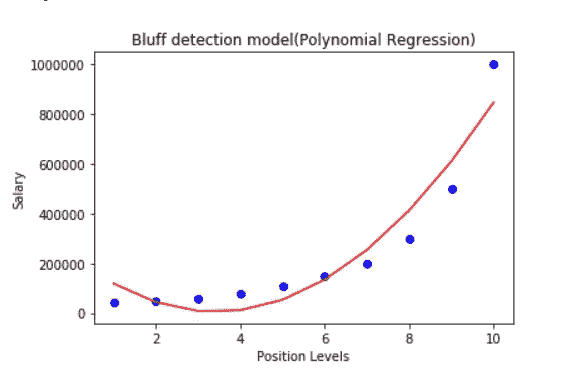 Bluff detection model(Polynomial Regression)
1000000
800000
600000
400000
200000
0
Salary
2 4 6 8 10
Position Levels